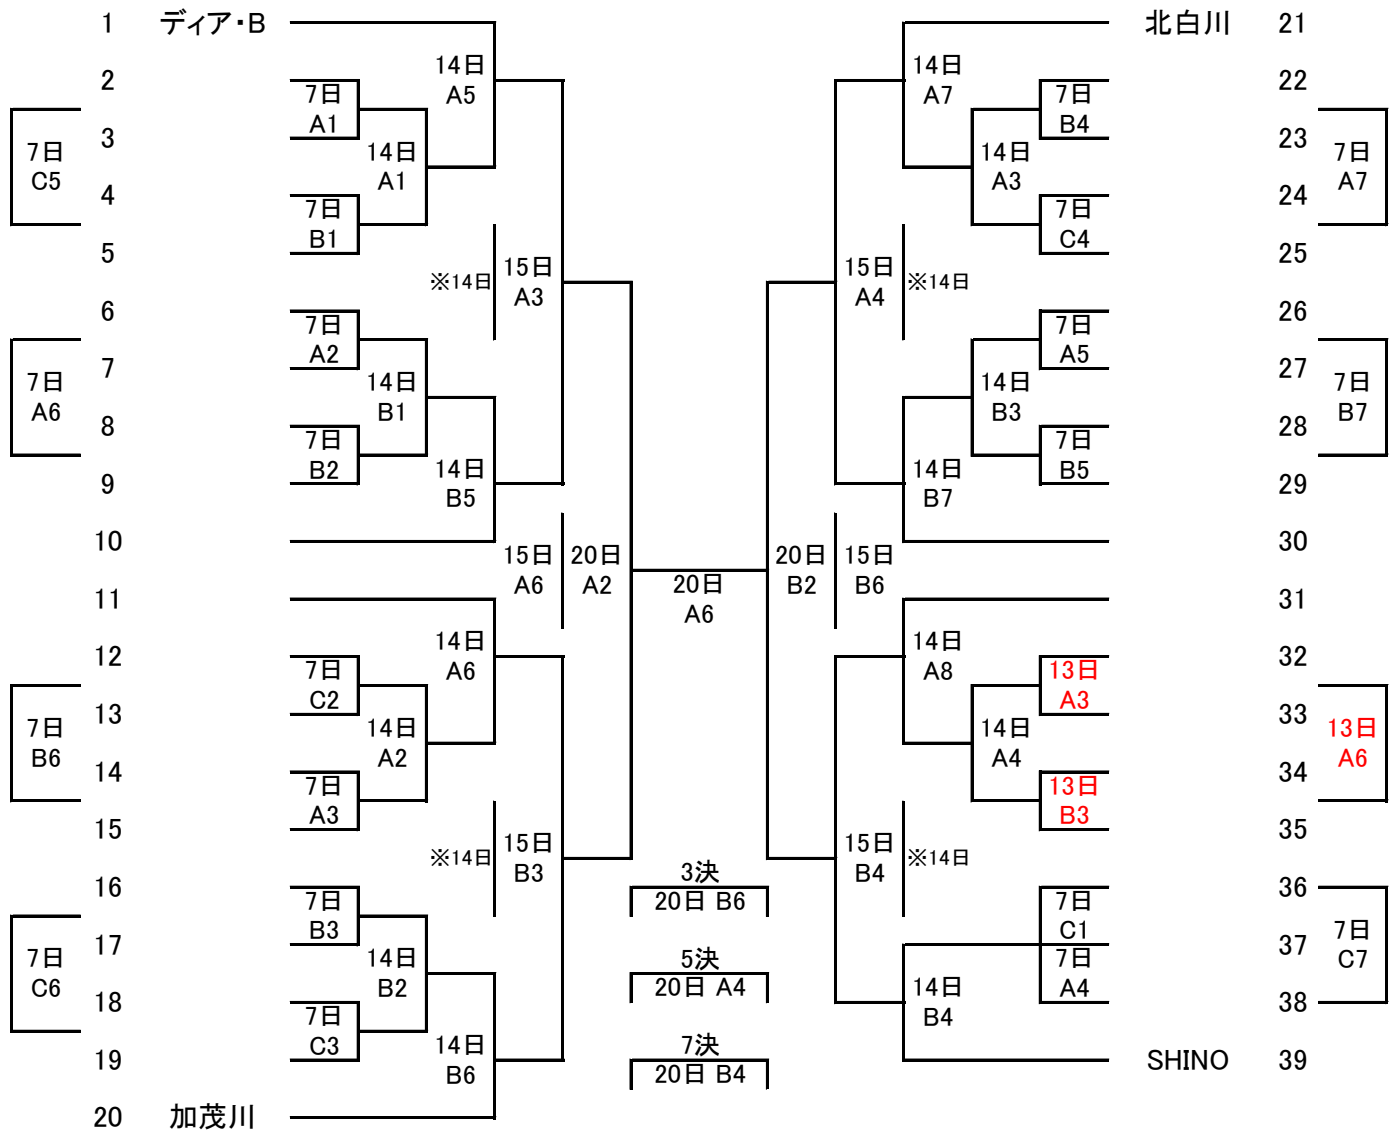 1 ディア・B
北白川 21
14日
A5
14日
A7
2
22
7日
A1
7日
B4
3
23
7日
C5
14日
A1
14日
A3
7日
A7
4
24
7日
B1
7日
C4
5
25
※14日
15日
A3
15日
A4
※14日
6
26
7日
A2
7日
A5
7
27
7日
A6
14日
B1
14日
B3
7日
B7
8
28
7日
B2
7日
B5
9
29
14日
B5
14日
B7
10
30
15日
A6
20日
A2
20日
A6
20日
B2
15日
B6
11
31
14日
A6
14日
A8
12
32
7日
C2
13日
A3
13
33
7日
B6
14日
A2
14日
A4
13日
A6
14
34
7日
A3
13日
B3
15
35
※14日
15日
B3
15日
B4
※14日
16
36
3決
20日 B6
7日
B3
7日
C1
17
37
7日
C6
14日
B2
5決
20日 A4
7日
A4
7日
C7
18
38
7日
C3
14日
B4
19
14日
B6
7決
20日 B4
SHINO 39
20 加茂川